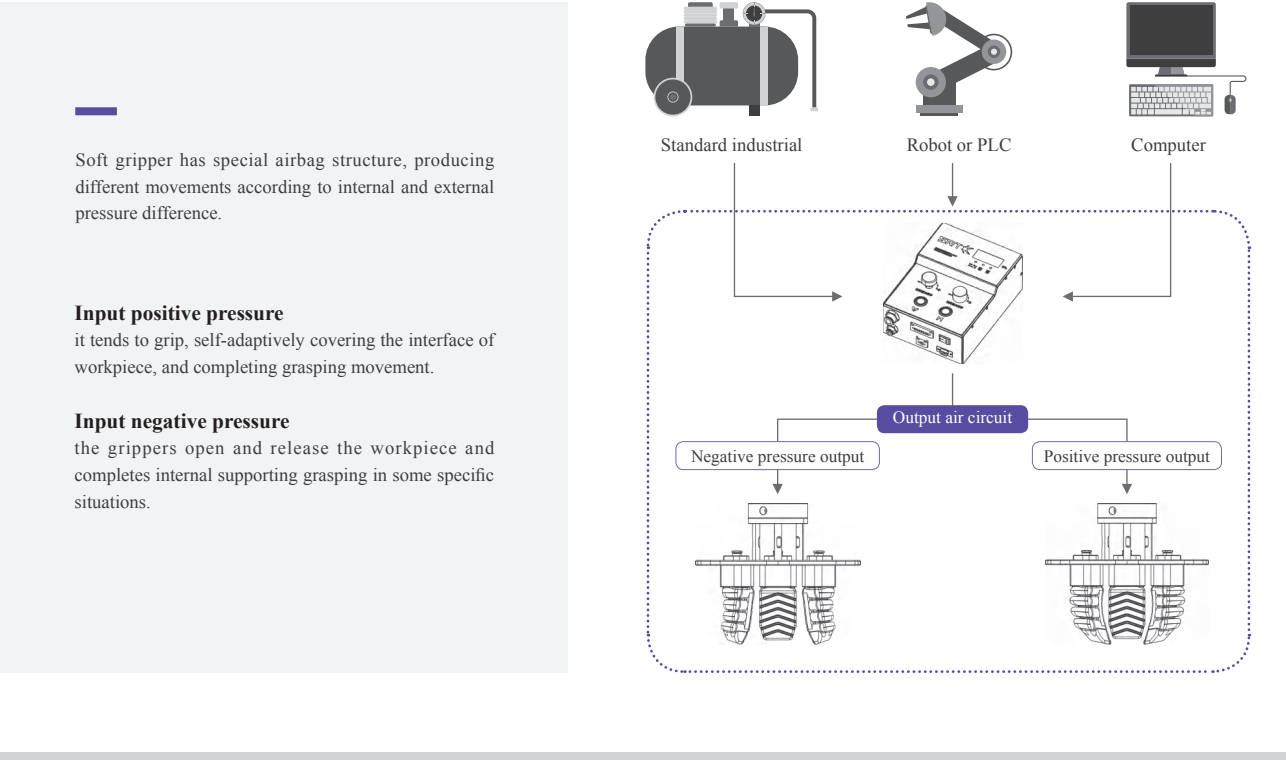 Soft gripper has special airbag structure, producing
different movements according to internal and external
pressure difference.
Input positive pressure
it tends to grip, self-adaptively covering the interface of
workpiece, and completing grasping movement.
Input negative pressure
the grippers open and release the workpiece and
completes internal supporting grasping in some specific
situations.
Standard industrial
Robot or PLC
Computer
Output air circuit
Negative pressure output
Positive pressure output